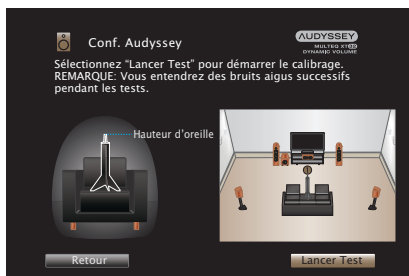 Conf. Audyssey
AUDYSSEY
MULTEQ XT32
DYNAMIC VOLUME
Sélectionnez “Lancer Test” pour démarrer le calibrage.
REMARQUE: Vous entendrez des bruits aigus successifs
pendant les tests.
Hauteur d’oreille
Retour
Lancer Test